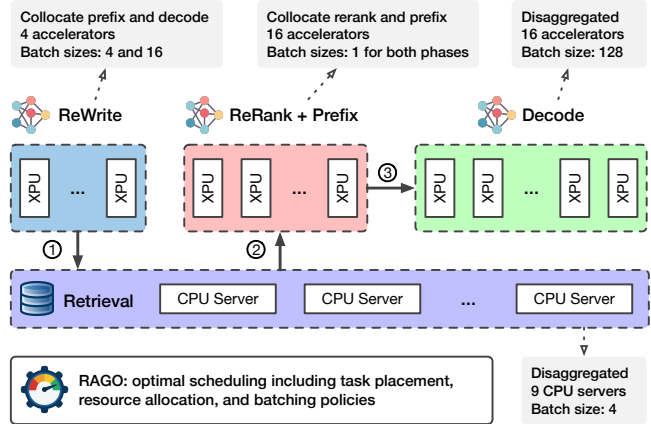 Collocate prefix and decode
4 accelerators
Batch sizes: 4 and 16
Collocate rerank and prefix
16 accelerators
Batch sizes: 1 for both phases
Disaggregated
16 accelerators
Batch size: 128
ReWrite
ReRank + Prefix
Decode
XPU ... XPU
XPU XPU ... XPU
XPU XPU ... XPU XPU
3
1
2
Retrieval
CPU Server CPU Server ... CPU Server
RAGO: optimal scheduling including task placement,
resource allocation, and batching policies
Disaggregated
9 CPU servers
Batch size: 4